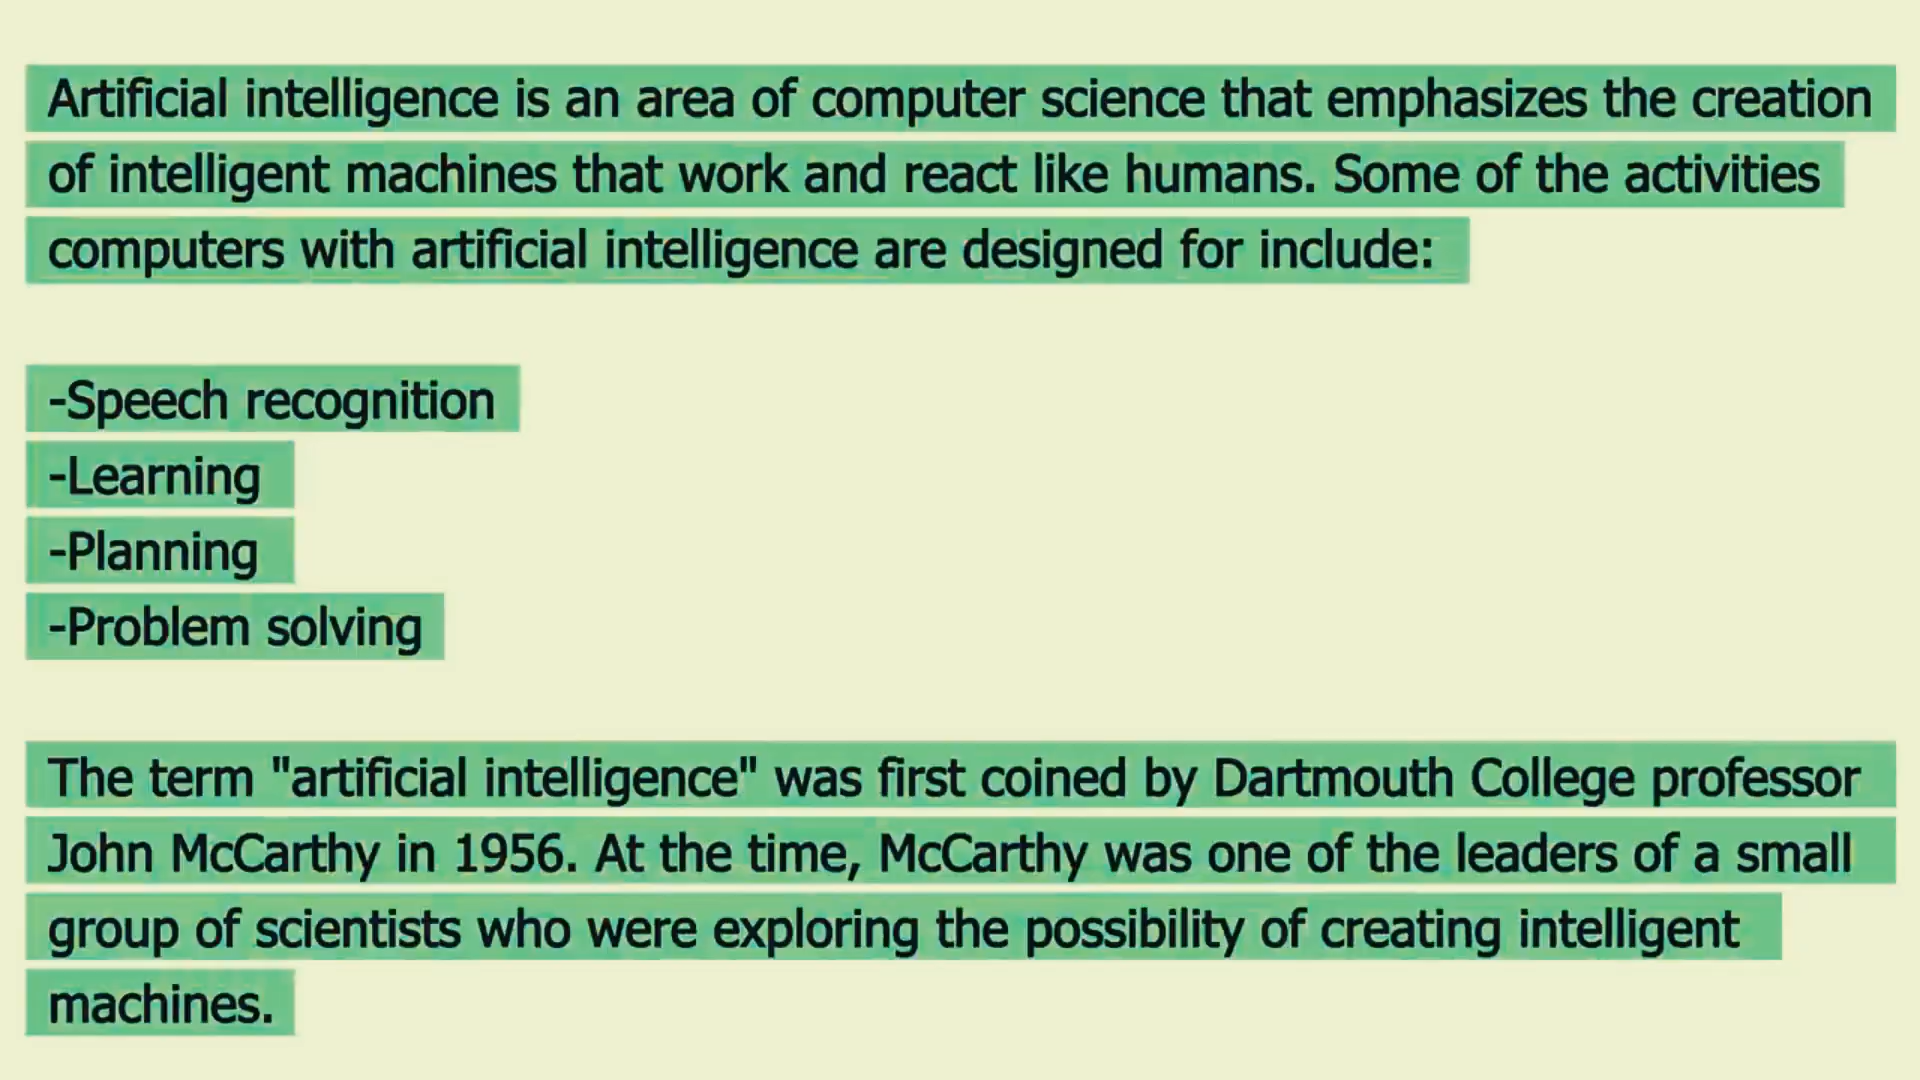 Artificial intelligence is an area of computer science that emphasizes the creation
of intelligent machines that work and react like humans. Some of the activities
computers with artificial intelligence are designed for include:
-Speech recognition
-Learning
-Planning
-Problem solving
The term "artificial intelligence" was first coined by Dartmouth College professor
John McCarthy in 1956. At the time, McCarthy was one of the leaders of a small
group of scientists who were exploring the possibility of creating intelligent
machines.